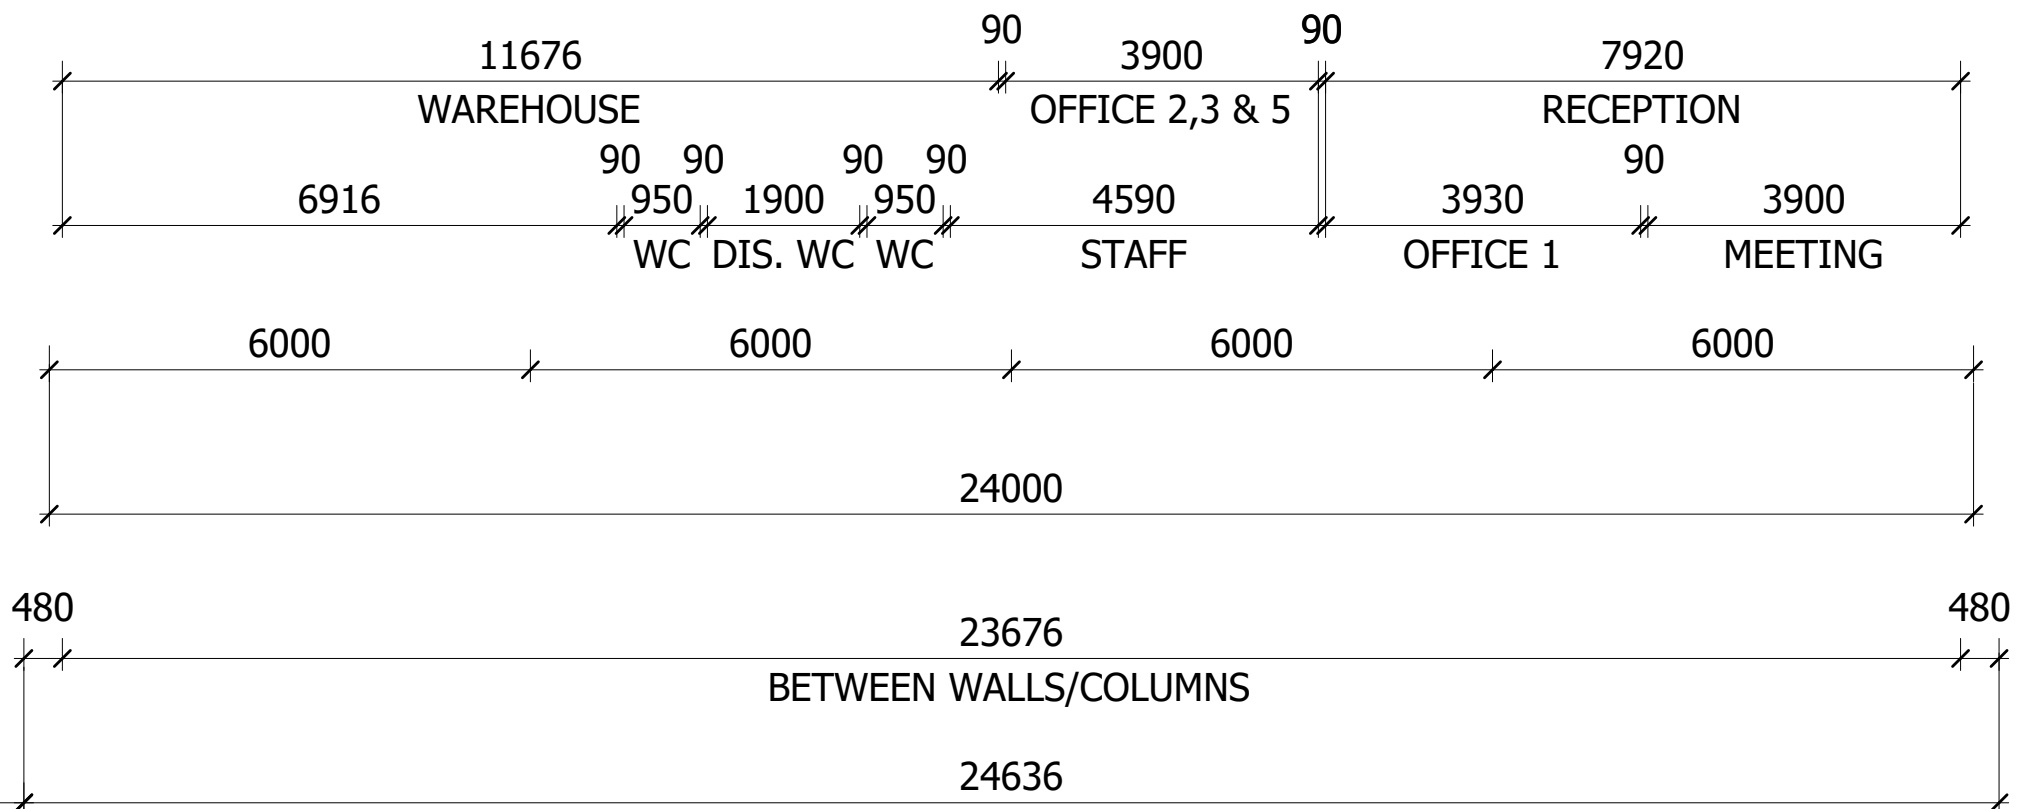 90 90
11676 3900 7920
WAREHOUSE OFFICE 2,3 & 5 RECEPTION
90 90 90 90 90
6916 950 1900 950 4590 3930 3900
WC DIS. WC WC STAFF OFFICE 1 MEETING
6000 6000 6000 6000
24000
480 480
23676
BETWEEN WALLS/COLUMNS
24636